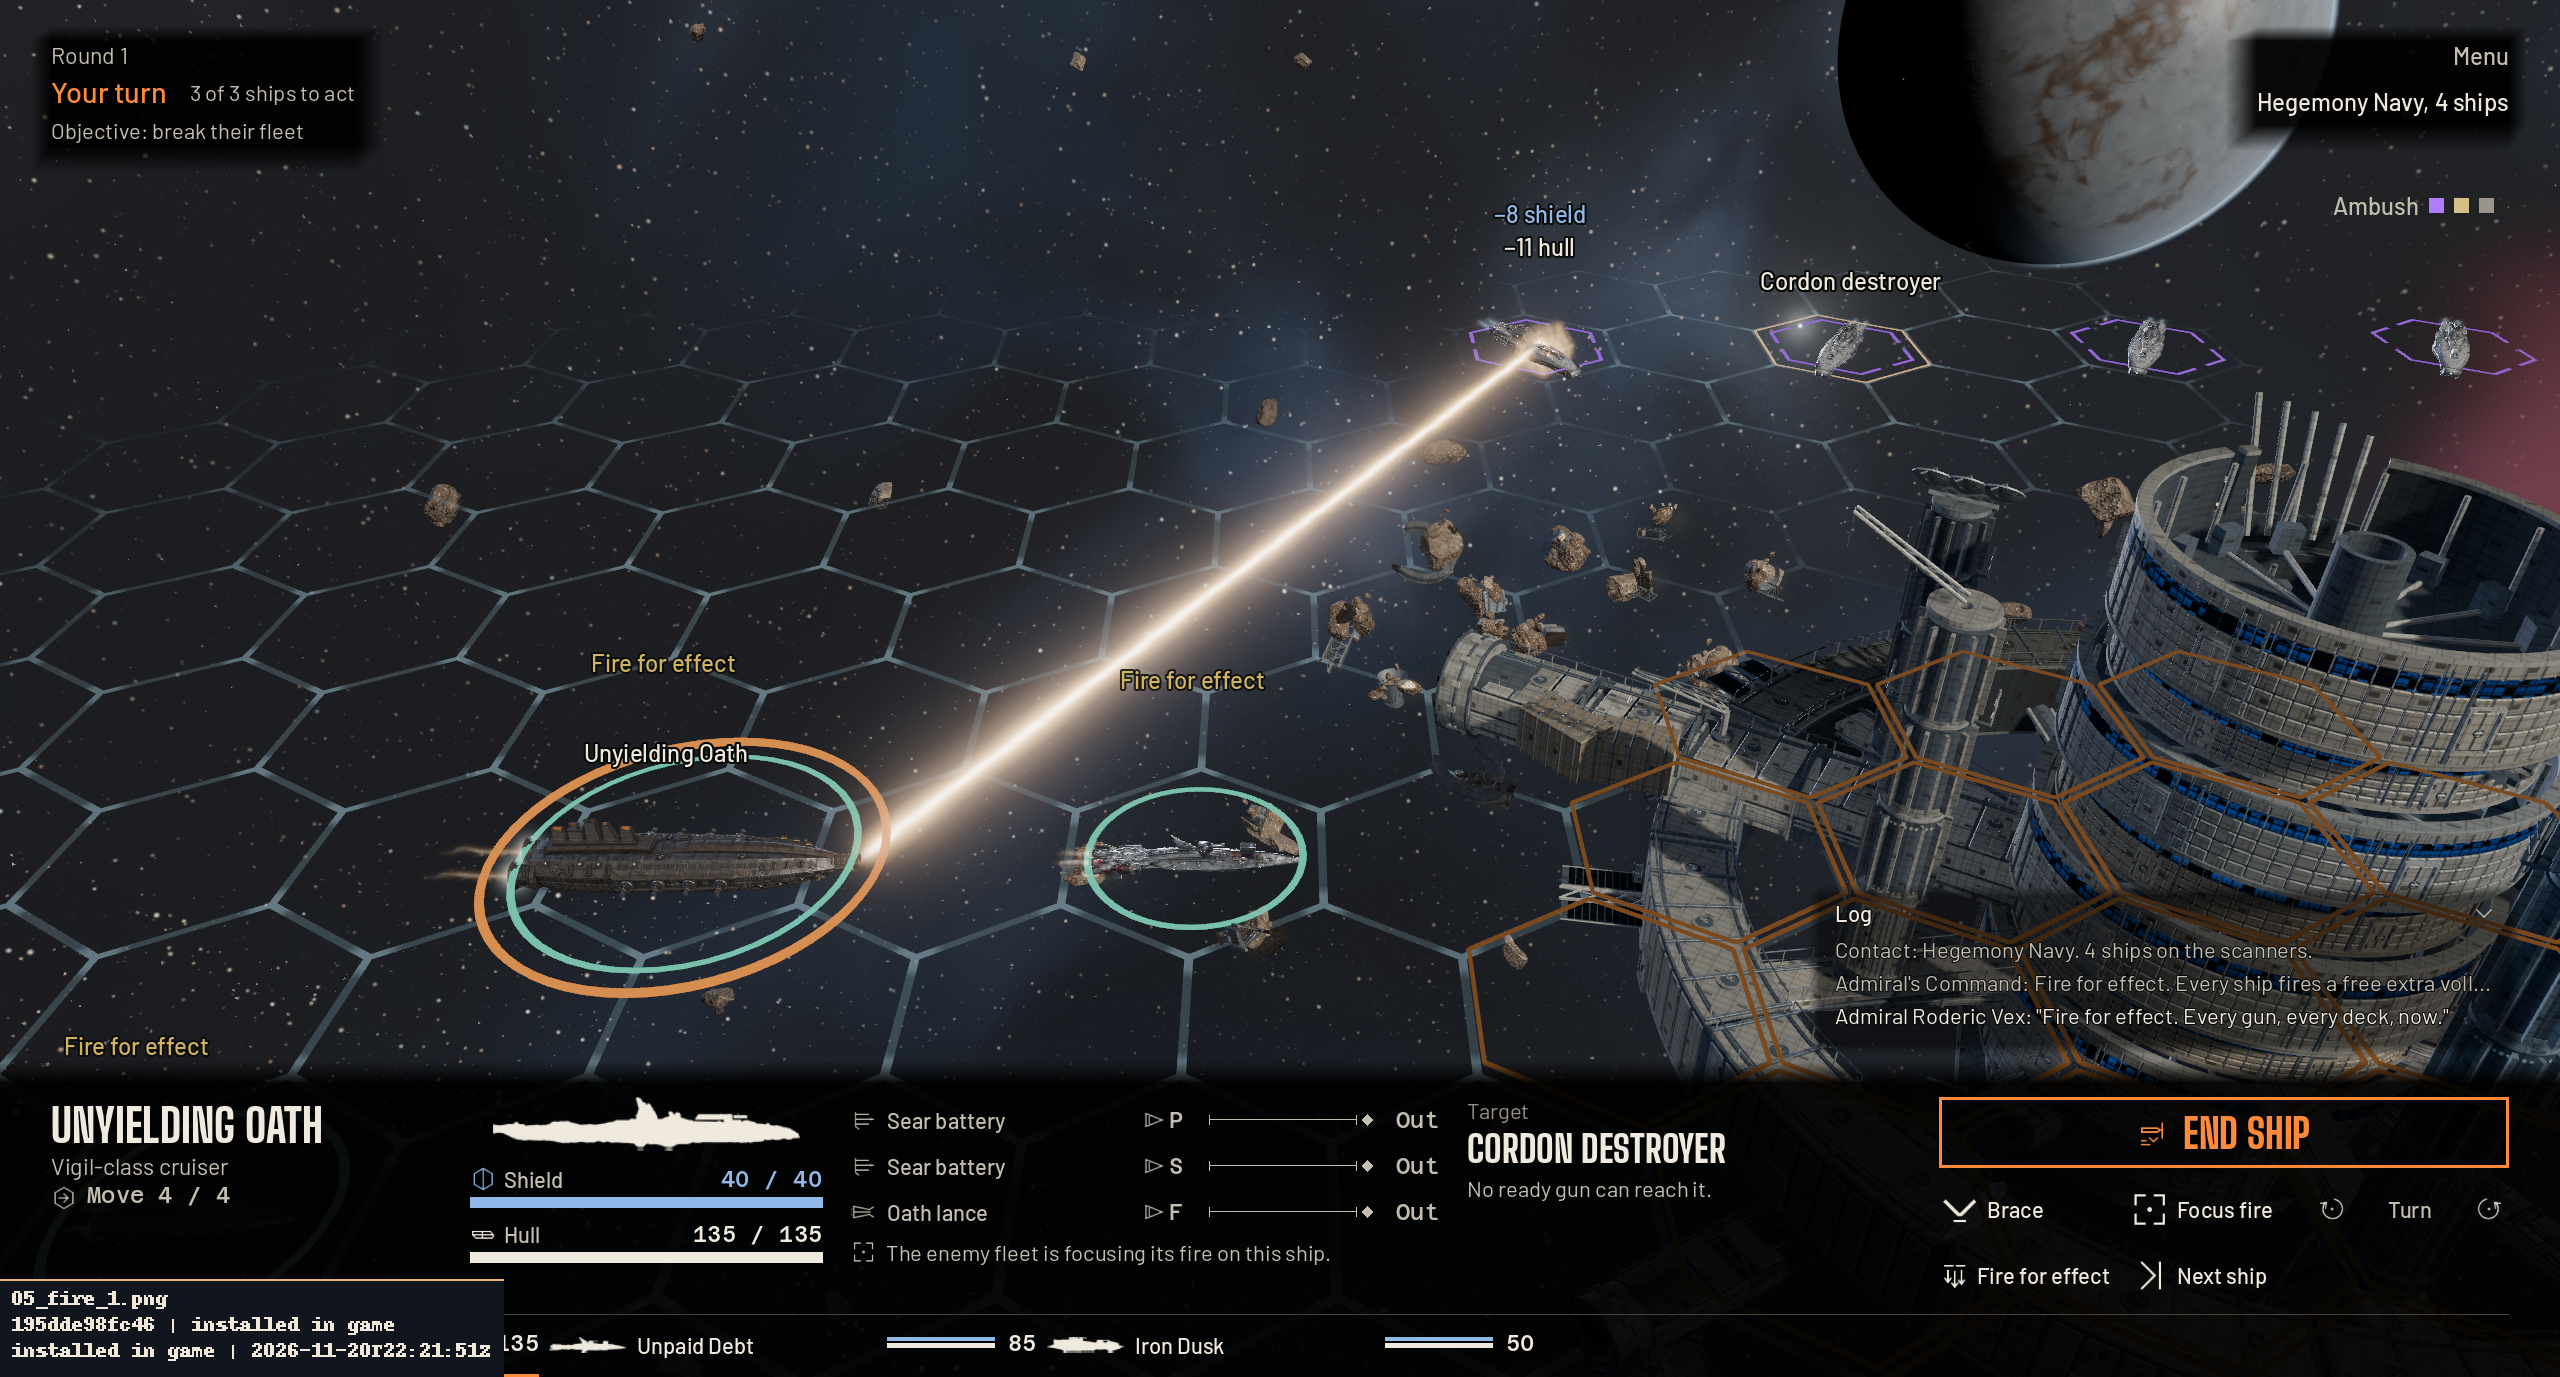 Round 1
Your turn 3 of 3 ships to act
Objective: break their fleet
Menu
Hegemony Navy, 4 ships
Ambush
−8 shield
−11 hull
Cordon destroyer
Fire for effect
Fire for effect
Unyielding Oath
Fire for effect
Log
Contact: Hegemony Navy. 4 ships on the scanners.
Admiral's Command: Fire for effect. Every ship fires a free extra voll...
Admiral Roderic Vex: "Fire for effect. Every gun, every deck, now."
UNYIELDING OATH
Vigil-class cruiser
Move 4 / 4
Shield 40 / 40
Hull 135 / 135
Sear battery P Out
Sear battery S Out
Oath lance F Out
The enemy fleet is focusing its fire on this ship.
Target
CORDON DESTROYER
No ready gun can reach it.
END SHIP
Brace Focus fire Turn
Fire for effect Next ship
135 Unpaid Debt 85 Iron Dusk 50
05_fire_1.png
195dde98fc46 | installed in game
installed in game | 2026-11-20T22:21:51Z